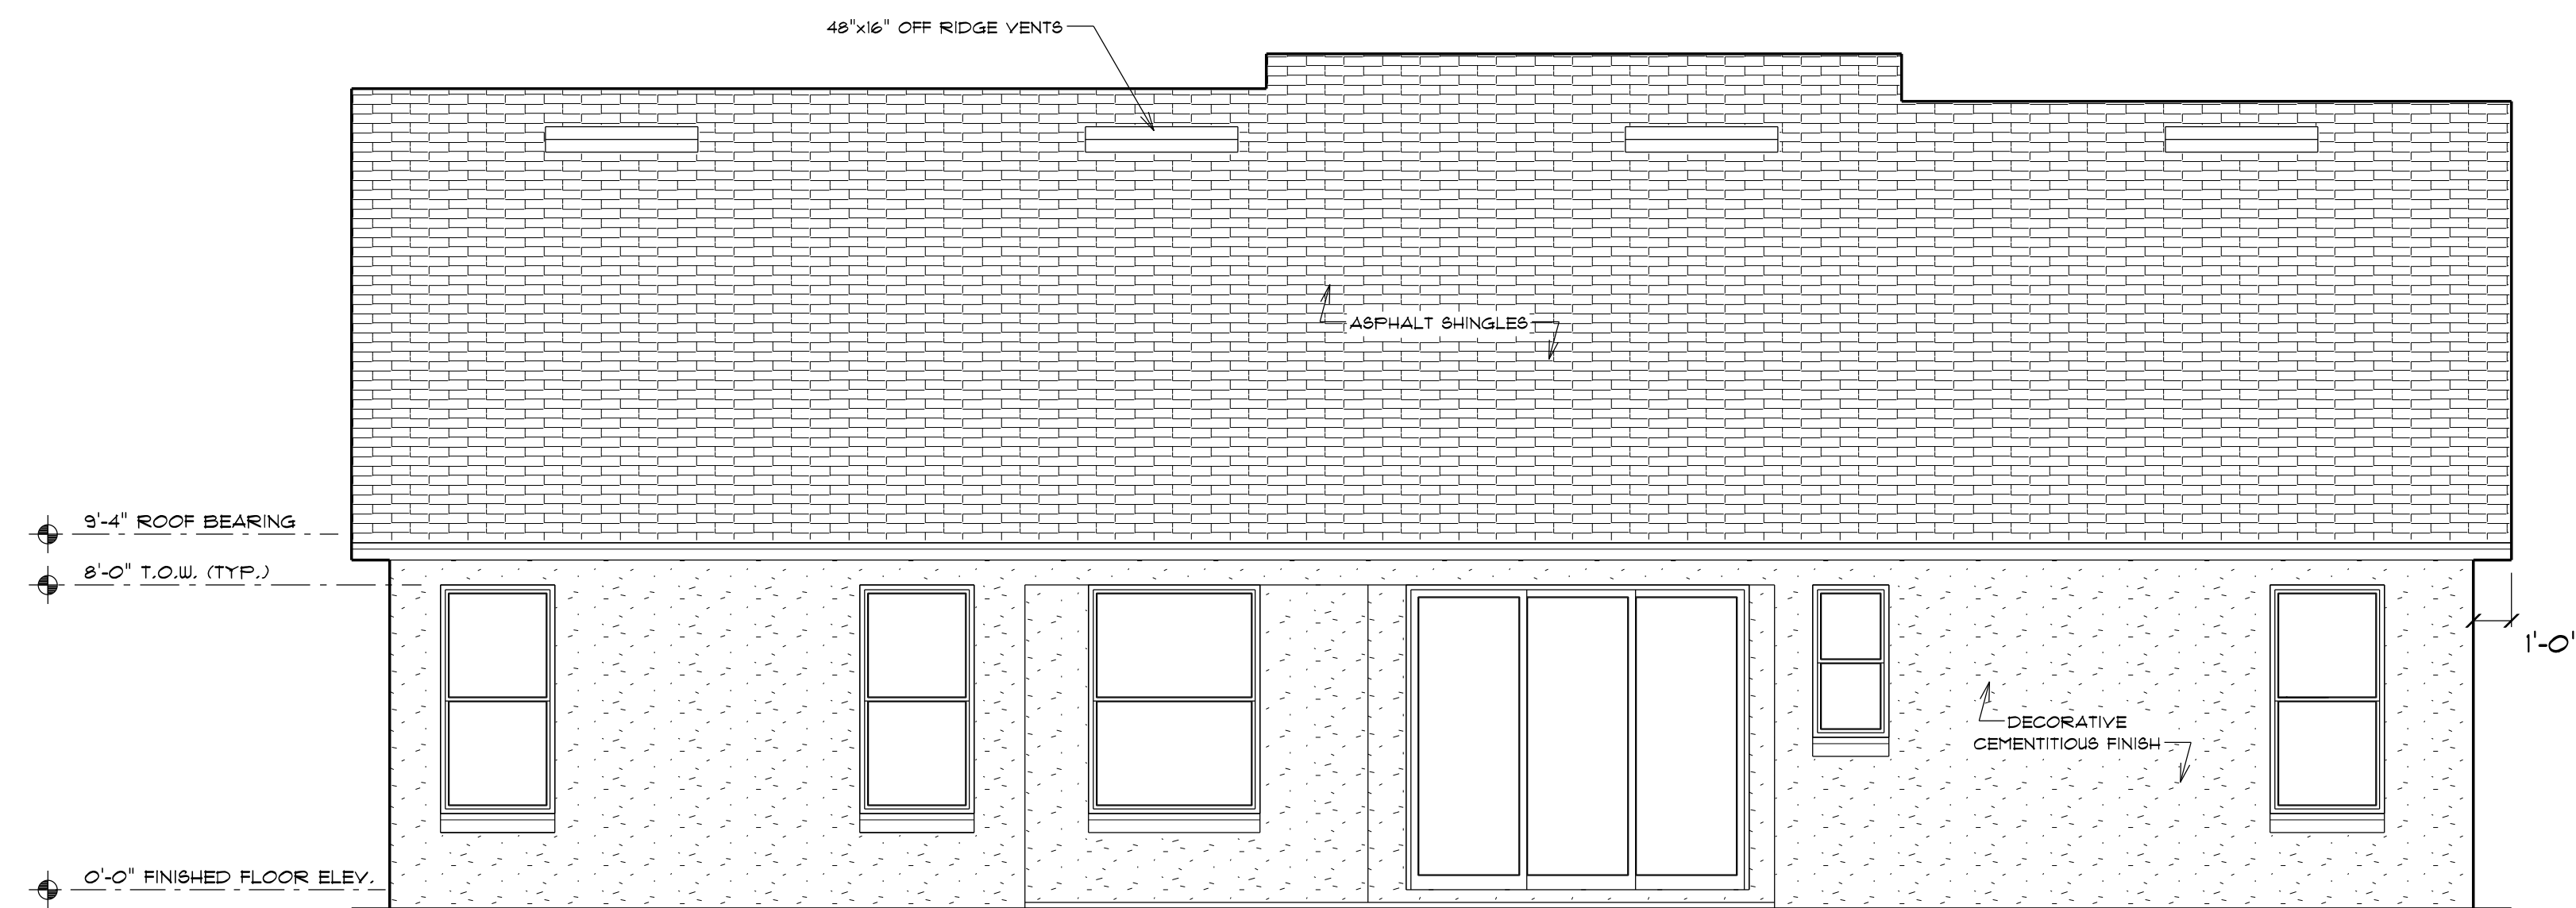 48"x16" OFF RIDGE VENTS
ASPHALT SHINGLES
9'-4" ROOF BEARING
8'-0" T.O.W. (TYP.)
1'-0"
DECORATIVE
CEMENTITIOUS FINISH
0'-0" FINISHED FLOOR ELEV.